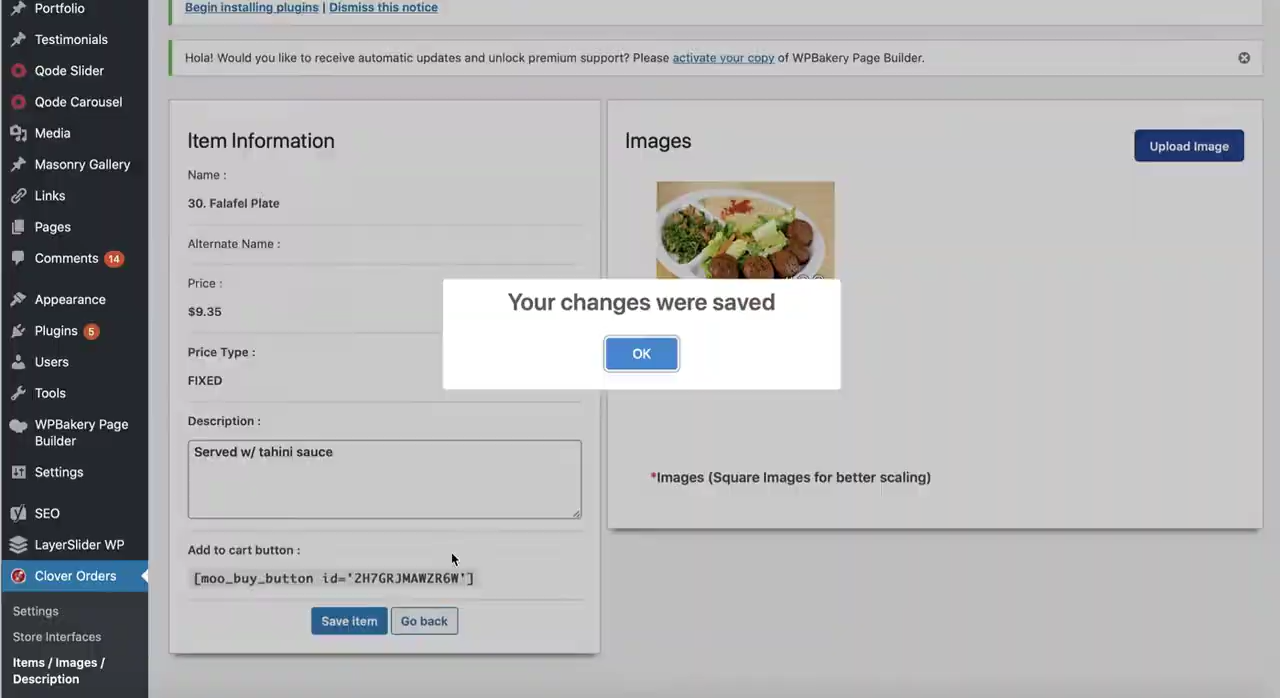 Portfolio
Testimonials
Qode Slider
Qode Carousel
Media
Masonry Gallery
Links
Pages
Comments 14
Appearance
Plugins 5
Users
Tools
WPBakery Page
Builder
Settings
SEO
LayerSlider WP
Clover Orders
Settings
Store Interfaces
Items / Images /
Description
Begin installing plugins | Dismiss this notice
Hola! Would you like to receive automatic updates and unlock premium support? Please activate your copy of WPBakery Page Builder.
Item Information
Name :
30. Falafel Plate
Alternate Name :
Price :
$9.35
Price Type :
FIXED
Description :
Served w/ tahini sauce
Add to cart button :
[moo_buy_button id='2H7GRJMAWZR6W']
Save item
Go back
Images
Upload Image
*Images (Square Images for better scaling)
Your changes were saved
OK